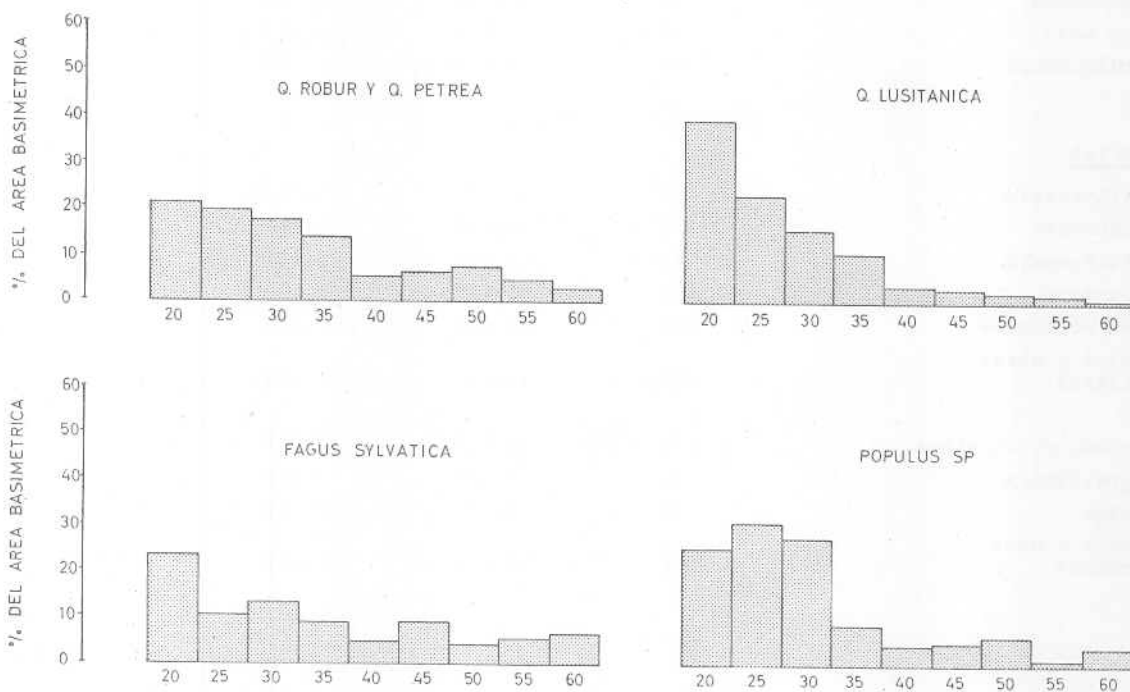 % DEL AREA BASIMETRICA
60
50
40
30
20
10
0
Q. ROBUR Y Q. PETREA
20 25 30 35 40 45 50 55 60
Q. LUSITANICA
20 25 30 35 40 45 50 55 60
% DEL AREA BASIMETRICA
60
50
40
30
20
10
0
FAGUS SYLVATICA
20 25 30 35 40 45 50 55 60
POPULUS SP
20 25 30 35 40 45 50 55 60